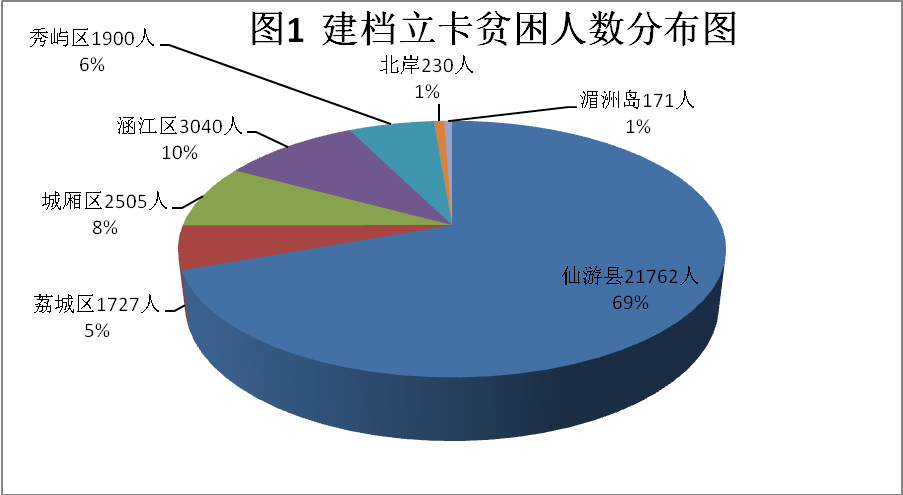 图1 建档立卡贫困人数分布图
秀屿区1900人
6%
北岸230人
1%
湄洲岛171人
1%
涵江区3040人
10%
城厢区2505人
8%
仙游县21762人
69%
荔城区1727人
5%